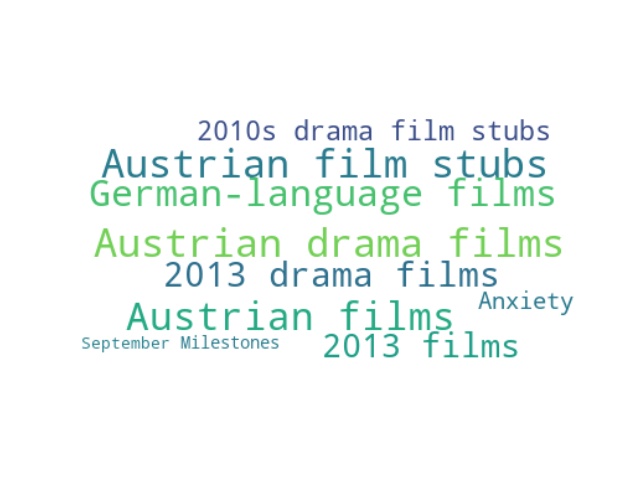 2010s drama film stubs
Austrian film stubs
German-language films
Austrian drama films
2013 drama films
Anxiety
Austrian films
September Milestones
2013 films